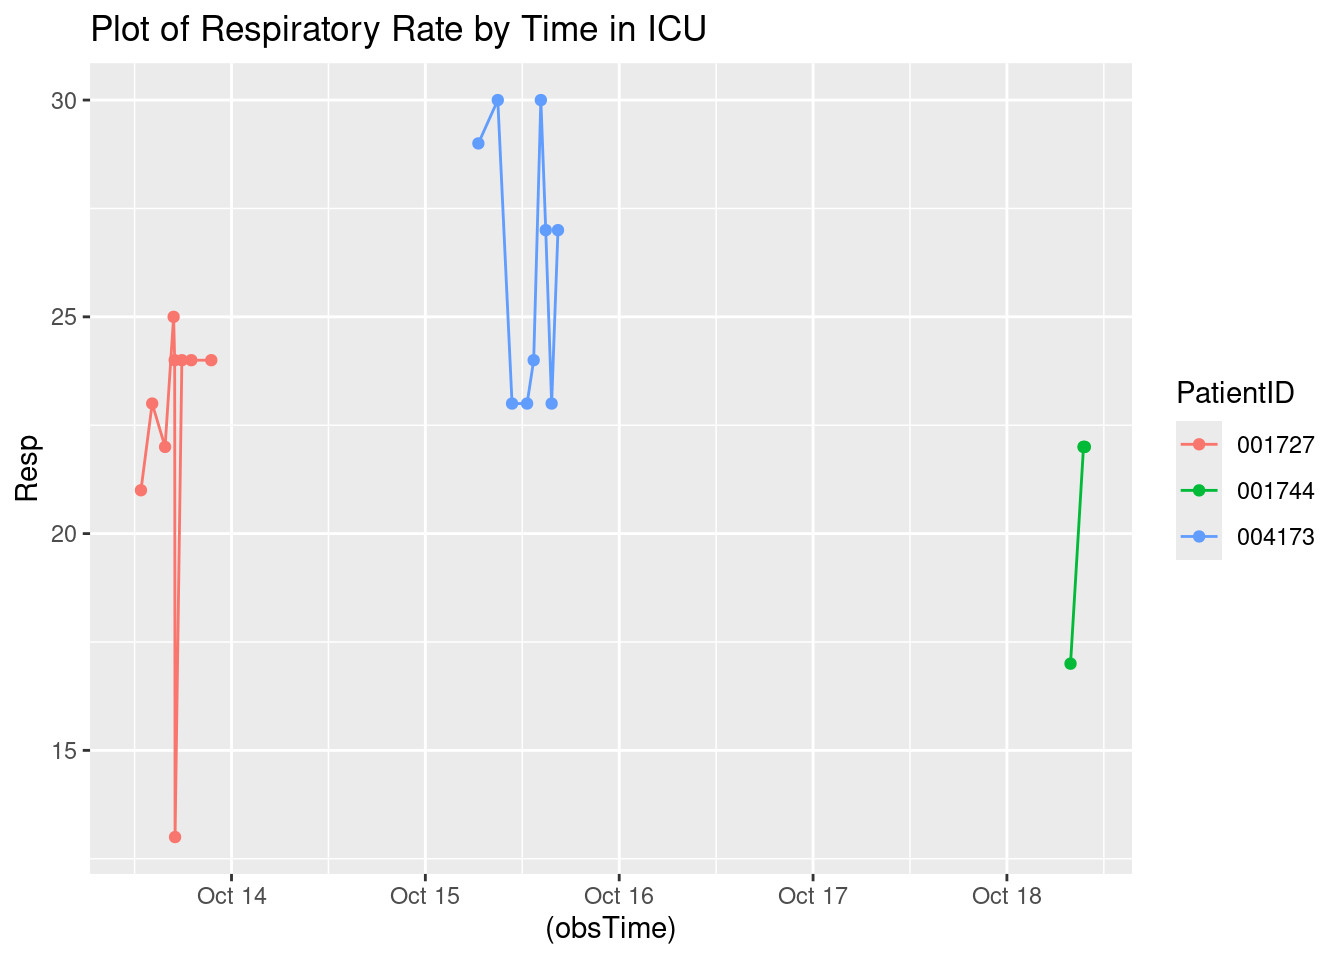 Plot of Respiratory Rate by Time in ICU
30
25
20
15
Resp
Oct 14 Oct 15 Oct 16 Oct 17 Oct 18
(obsTime)
PatientID
001727
001744
004173